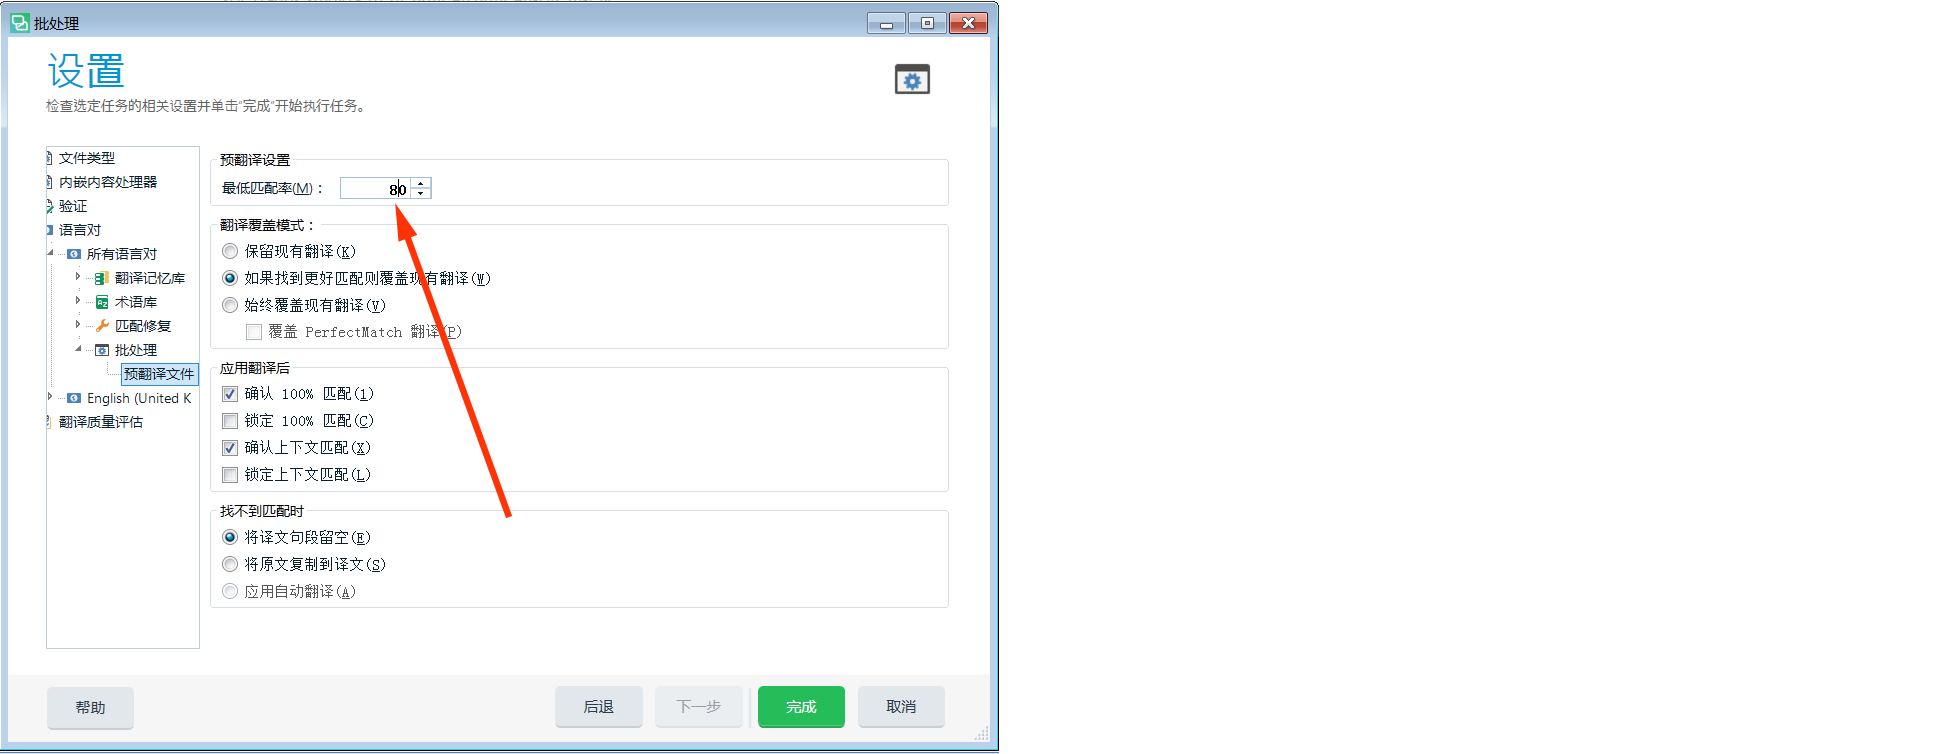 批处理
设置
检查选定任务的相关设置并单击“完成”开始执行任务。
文件类型
内嵌内容处理器
验证
语言对
所有语言对
翻译记忆库
术语库
匹配修复
批处理
预翻译文件
English (United K
翻译质量评估
预翻译设置
最低匹配率(M)： 80
翻译覆盖模式：
保留现有翻译(K)
如果找到更好匹配则覆盖现有翻译(W)
始终覆盖现有翻译(V)
覆盖 PerfectMatch 翻译(P)
应用翻译后
确认 100% 匹配(1)
锁定 100% 匹配(C)
确认上下文匹配(X)
锁定上下文匹配(L)
找不到匹配时
将译文句段留空(E)
将原文复制到译文(S)
应用自动翻译(A)
帮助
后退
下一步
完成
取消